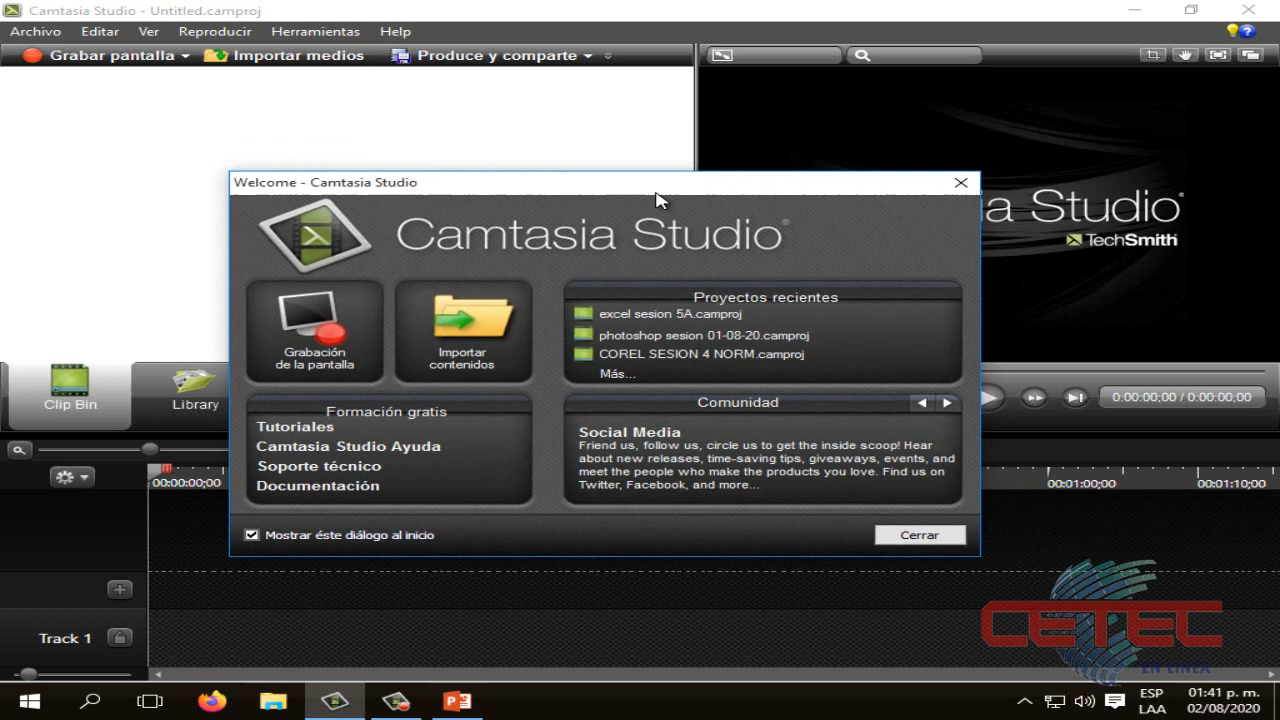 Camtasia Studio - Untitled.camproj
Archivo Editar Ver Reproducir Herramientas Help
Grabar pantalla Importar medios Produce y comparte
Welcome - Camtasia Studio
Camtasia Studio
a Studio
TechSmith
Grabación
de la pantalla
Importar
contenidos
Proyectos recientes
excel sesion 5A.camproj
photoshop sesion 01-08-20.camproj
COREL SESION 4 NORM.camproj
Más...
Clip Bin
Library
0:00:00;00 / 0:00:00;00
Formación gratis
Tutoriales
Camtasia Studio Ayuda
Soporte técnico
Documentación
Comunidad
Social Media
Friend us, follow us, circle us to get the inside scoop! Hear
about new releases, time-saving tips, giveaways, events, and
meet the people who make the products you love. Find us on
Twitter, Facebook, and more...
00:00:00;00
00:01:00;00
00:01:10;00
Mostrar éste diálogo al inicio
Cerrar
Track 1
CETEC
EN LÍNEA
ESP
LAA
01:41 p. m.
02/08/2020